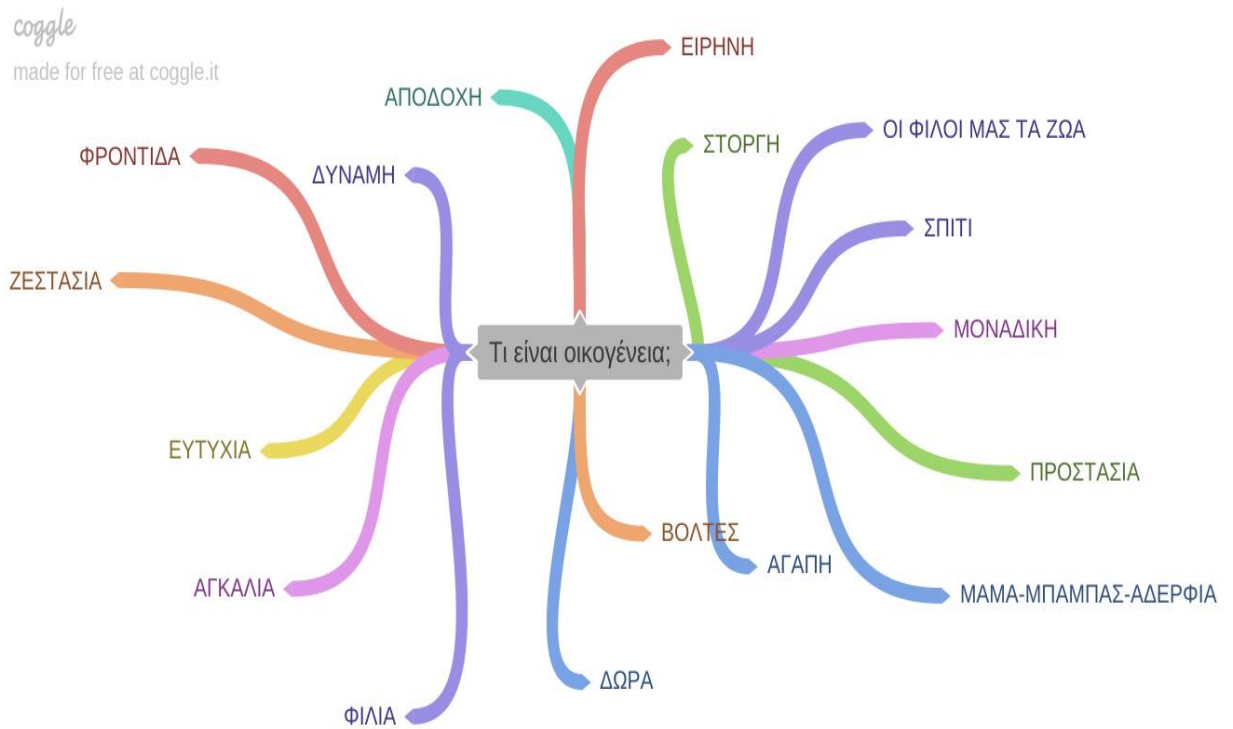 coggle
made for free at coggle.it
ΕΙΡΗΝΗ
ΑΠΟΔΟΧΗ
ΣΤΟΡΓΗ
ΟΙ ΦΙΛΟΙ ΜΑΣ ΤΑ ΖΩΑ
ΦΡΟΝΤΙΔΑ
ΔΥΝΑΜΗ
ΣΠΙΤΙ
ΖΕΣΤΑΣΙΑ
ΜΟΝΑΔΙΚΗ
Τι είναι οικογένεια;
ΕΥΤΥΧΙΑ
ΠΡΟΣΤΑΣΙΑ
ΒΟΛΤΕΣ
ΑΓΑΠΗ
ΑΓΚΑΛΙΑ
ΜΑΜΑ-ΜΠΑΜΠΑΣ-ΑΔΕΡΦΙΑ
ΔΩΡΑ
ΦΙΛΙΑ